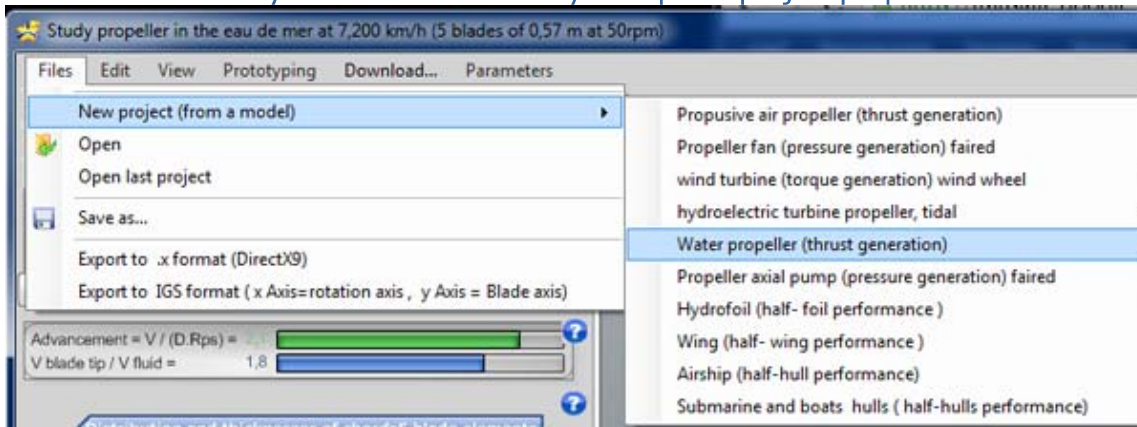 Study propeller in the eau de mer at 7,200 km/h (5 blades of 0,57 m at 50rpm)
Files Edit View Prototyping Download... Parameters
New project (from a model)
Open
Open last project
Save as...
Export to .x format (DirectX9)
Export to IGS format ( x Axis=rotation axis , y Axis = Blade axis)
Propusive air propeller (thrust generation)
Propeller fan (pressure generation) faired
wind turbine (torque generation) wind wheel
hydroelectric turbine propeller, tidal
Water propeller (thrust generation)
Propeller axial pump (pressure generation) faired
Hydrofoil (half- foil performance )
Wing (half- wing performance )
Airship (half-hull performance)
Submarine and boats hulls ( half-hulls performance)
Advancement = V / (D.Rps) =
V blade tip / V fluid = 1,8